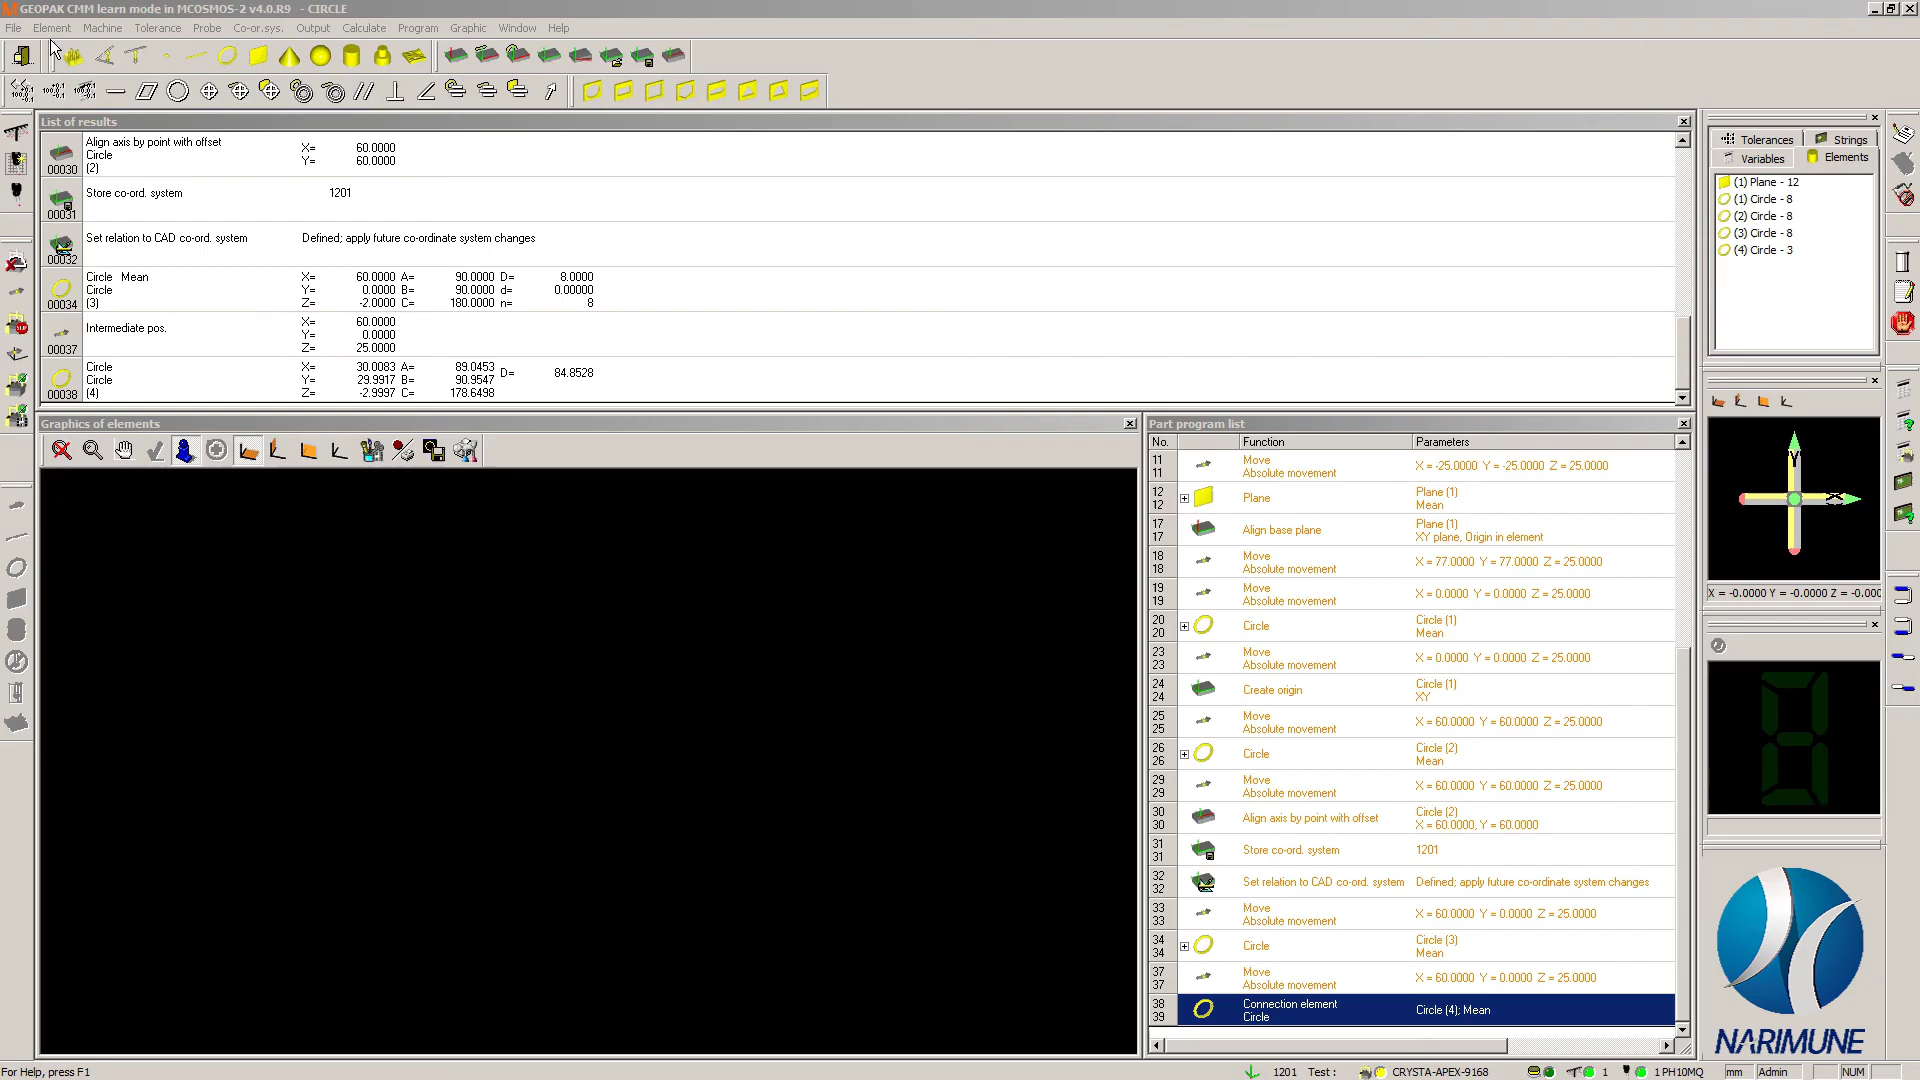 GEOPAK CMM learn mode in MCOSMOS-2 v4.0.R9 - CIRCLE
File Element Machine Tolerance Probe Co-or.sys. Output Calculate Program Graphic Window Help
List of results
00030 Align axis by point with offset
Circle
(2)
X= 60.0000
Y= 60.0000
00031 Store co-ord. system 1201
00032 Set relation to CAD co-ord. system Defined; apply future co-ordinate system changes
00034 Circle Mean X= 60.0000 A= 90.0000 D= 8.0000
Circle Y= 0.0000 B= 90.0000 d= 0.00000
(3) Z= -2.0000 C= 180.0000 n= 8
00037 Intermediate pos. X= 60.0000
Y= 0.0000
Z= 25.0000
00038 Circle X= 30.0083 A= 89.0453 D= 84.8528
Circle Y= 29.9917 B= 90.9547
(4) Z= -2.9997 C= 178.6498
Tolerances Strings
Variables Elements
(1) Plane - 12
(1) Circle - 8
(2) Circle - 8
(3) Circle - 8
(4) Circle - 3
Y X
X = -0.0000 Y = -0.0000 Z = -0.000
Graphics of elements
Part program list
No. Function Parameters
11 Move
11 Absolute movement X = -25.0000 Y = -25.0000 Z = 25.0000
12 Plane Plane (1)
12 Mean
17 Align base plane Plane (1)
17 XY plane, Origin in element
18 Move
18 Absolute movement X = 77.0000 Y = 77.0000 Z = 25.0000
19 Move
19 Absolute movement X = 0.0000 Y = 0.0000 Z = 25.0000
20 Circle Circle (1)
20 Mean
23 Move
23 Absolute movement X = 0.0000 Y = 0.0000 Z = 25.0000
24 Create origin Circle (1)
24 XY
25 Move
25 Absolute movement X = 60.0000 Y = 60.0000 Z = 25.0000
26 Circle Circle (2)
26 Mean
29 Move
29 Absolute movement X = 60.0000 Y = 60.0000 Z = 25.0000
30 Align axis by point with offset Circle (2)
30 X = 60.0000, Y = 60.0000
31 Store co-ord. system 1201
31
32 Set relation to CAD co-ord. system Defined; apply future co-ordinate system changes
32
33 Move
33 Absolute movement X = 60.0000 Y = 0.0000 Z = 25.0000
34 Circle Circle (3)
34 Mean
37 Move
37 Absolute movement X = 60.0000 Y = 0.0000 Z = 25.0000
38 Connection element Circle (4); Mean
39 Circle
NARIMUNE
For Help, press F1
1201 Test : CRYSTA-APEX-9168 1 1 PH10MQ mm Admin NUM